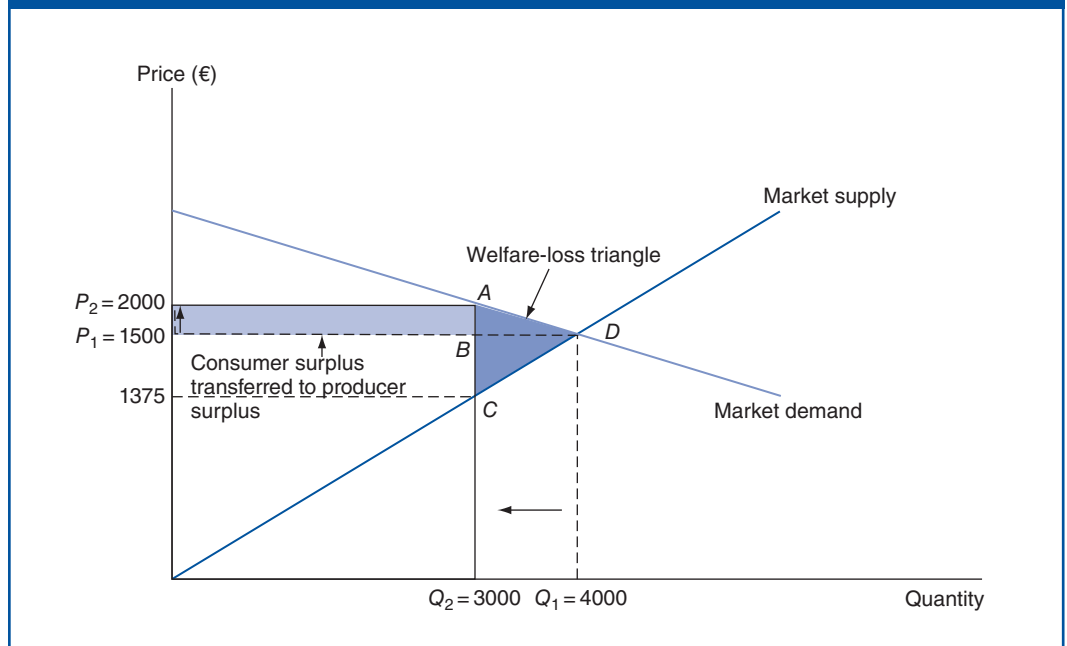 Price (€)
Market supply
Welfare-loss triangle
P2 = 2000
A
P1 = 1500
D
B
Consumer surplus
transferred to producer
surplus
1375
C
Market demand
Q2 = 3000
Q1 = 4000
Quantity